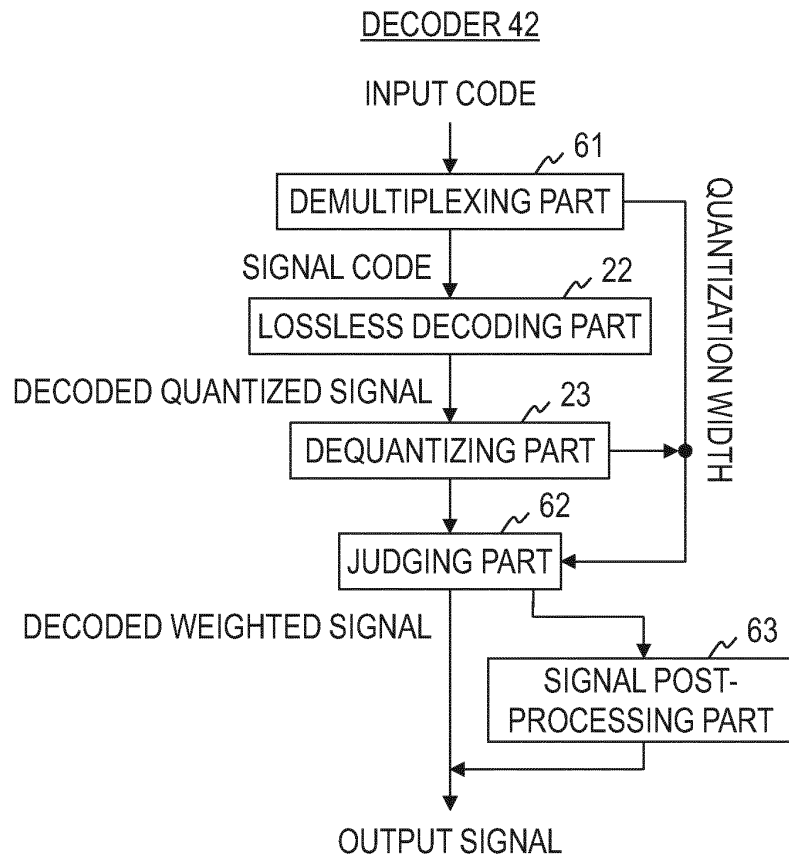 DECODER 42
INPUT CODE
61
DEMULTIPLEXING PART
QUANTIZATION WIDTH
SIGNAL CODE
22
LOSSLESS DECODING PART
DECODED QUANTIZED SIGNAL
23
DEQUANTIZING PART
62
JUDGING PART
DECODED WEIGHTED SIGNAL
63
SIGNAL POST-
PROCESSING PART
OUTPUT SIGNAL